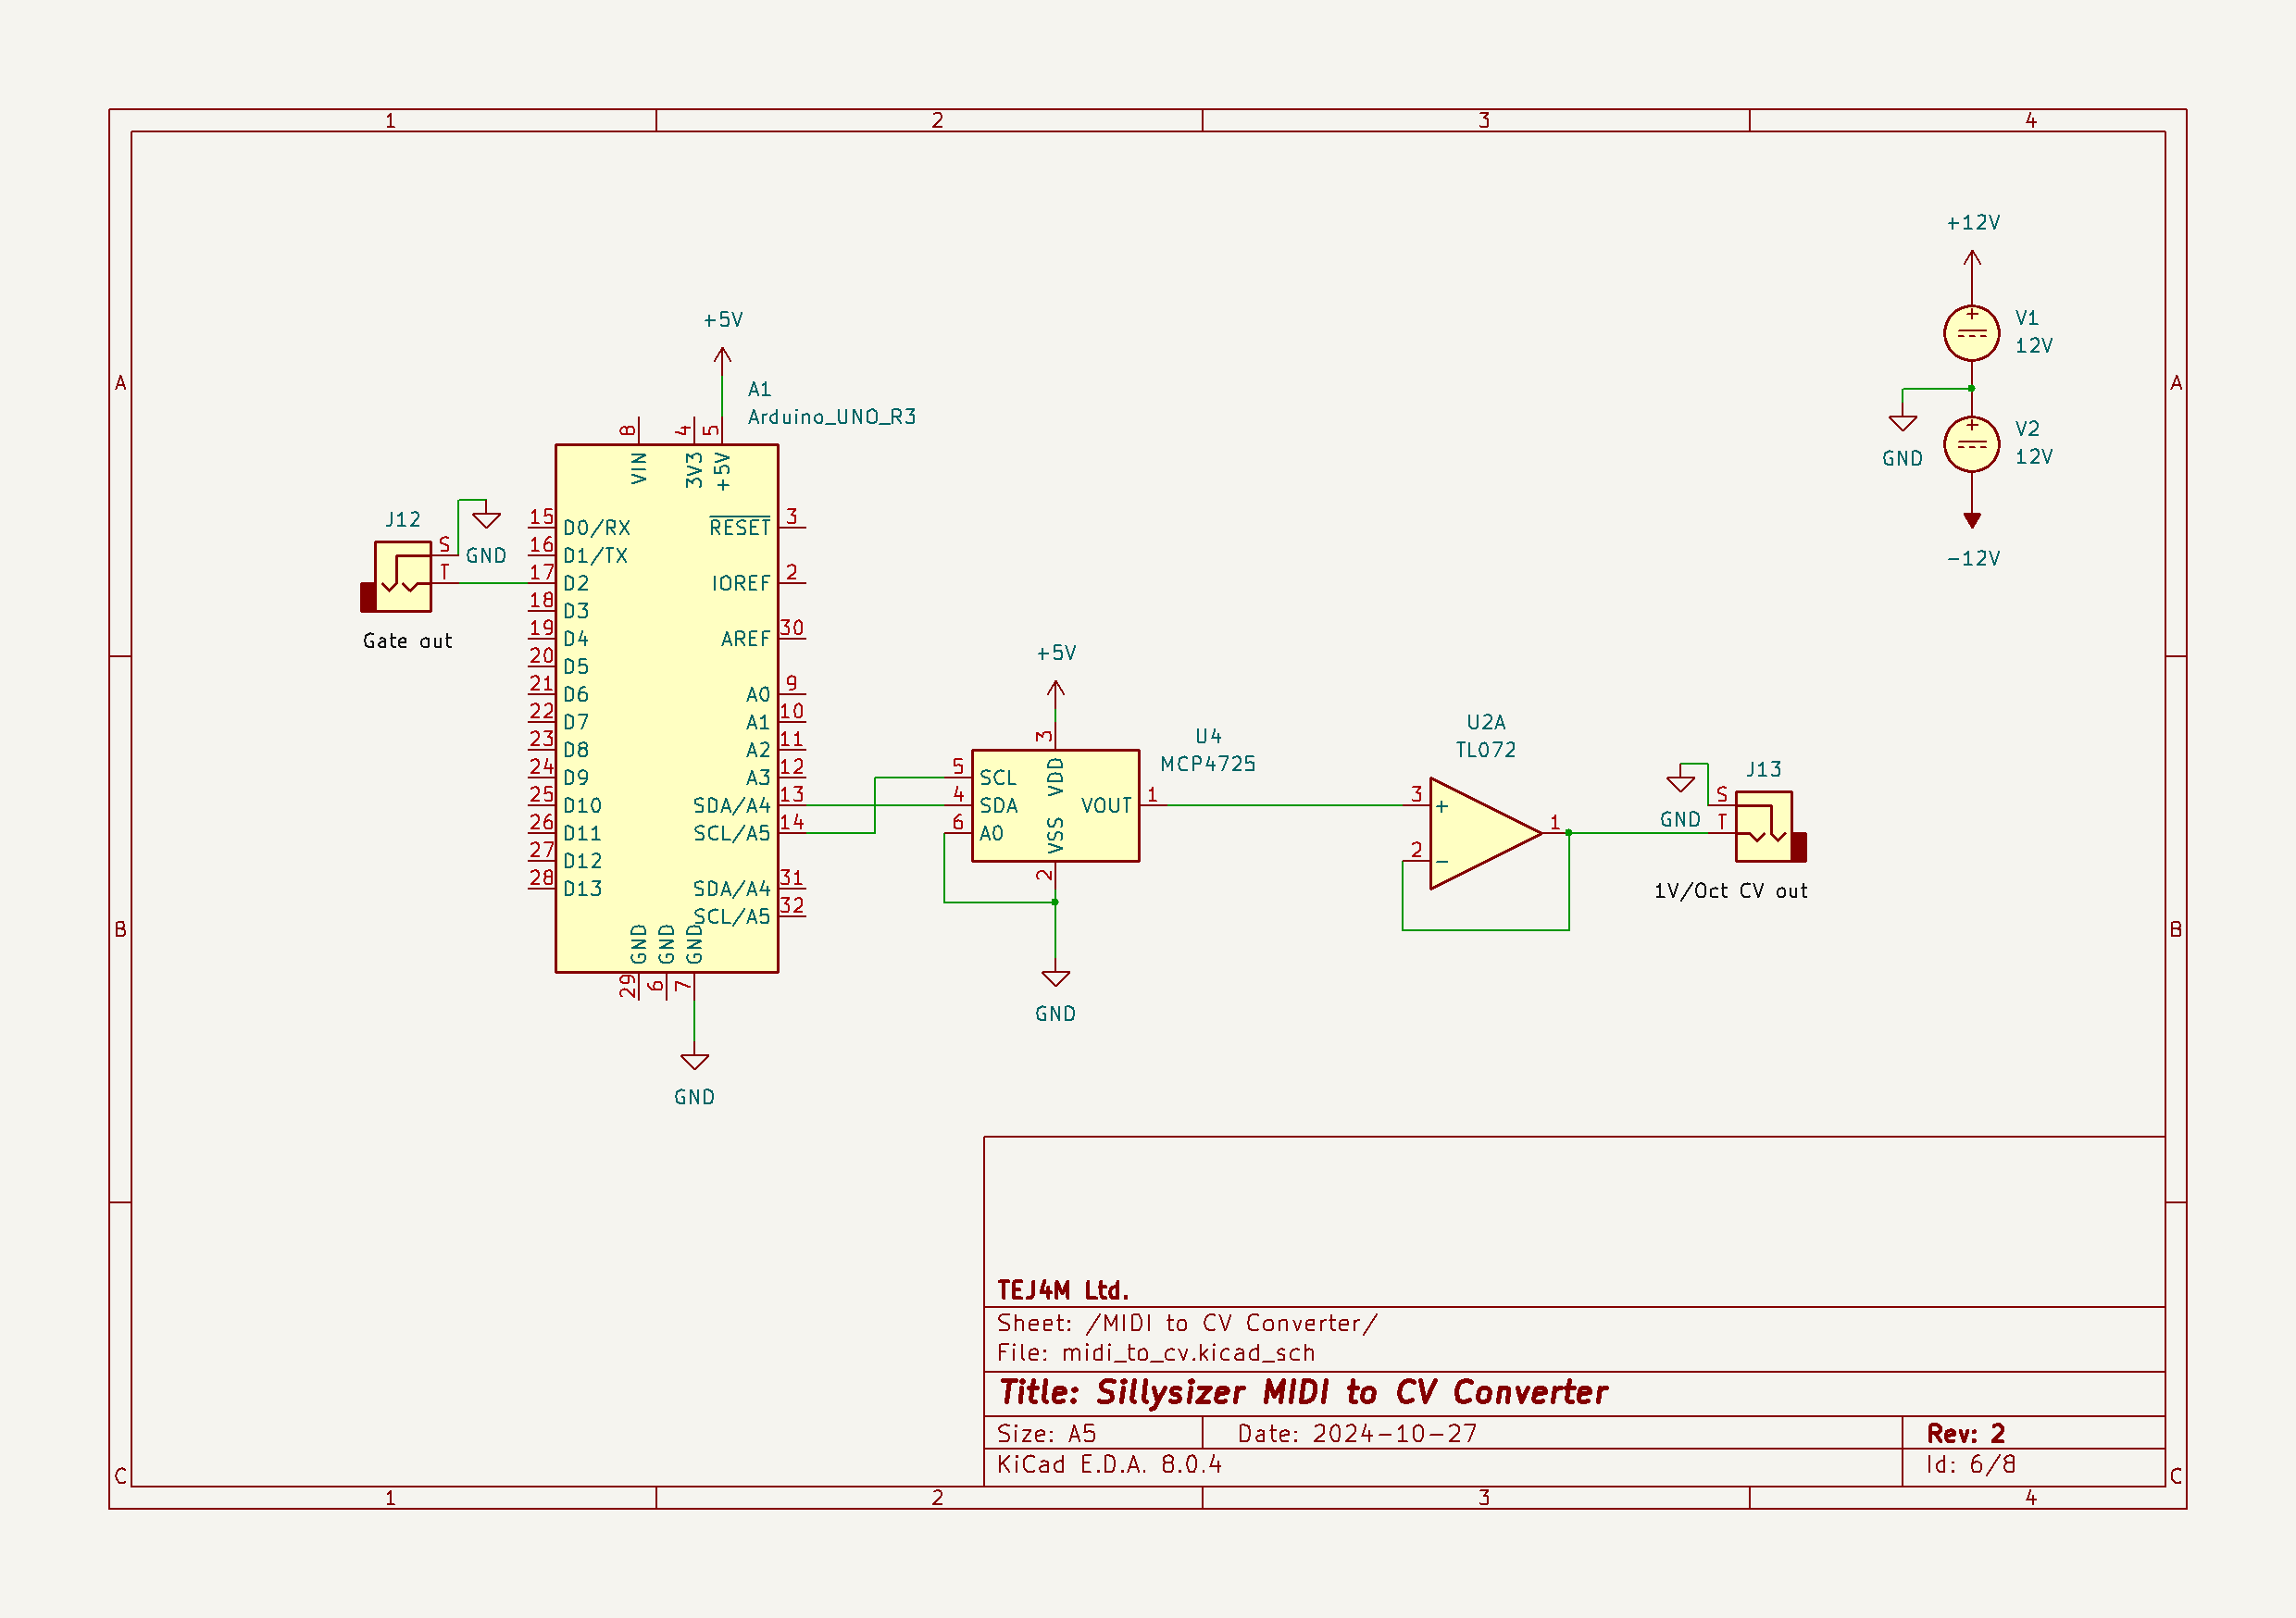 1 2 3 4
+12V
V1
12V
+5V
A A
A1
Arduino_UNO_R3
GND
V2
12V
8 4 5
VIN 3V3 +5V
J12
S
T
GND
Gate out
-12V
15 D0/RX RESET 3
16 D1/TX
17 D2 IOREF 2
18 D3
19 D4 AREF 30
20 D5
21 D6 A0 9
22 D7 A1 10
23 D8 A2 11
24 D9 A3 12
25 D10 SDA/A4 13
26 D11 SCL/A5 14
27 D12
28 D13 SDA/A4 31
SCL/A5 32
GND GND GND
29 6 7
GND
+5V
3
U4
MCP4725
5 SCL VDD
4 SDA VOUT 1
6 A0 VSS
2
GND
U2A
TL072
3 +
1
2 -
J13
S
T
GND
1V/Oct CV out
B B
TEJ4M Ltd.
Sheet: /MIDI to CV Converter/
File: midi_to_cv.kicad_sch
Title: Sillysizer MIDI to CV Converter
Size: A5 Date: 2024-10-27 Rev: 2
KiCad E.D.A. 8.0.4 Id: 6/8
C C
1 2 3 4